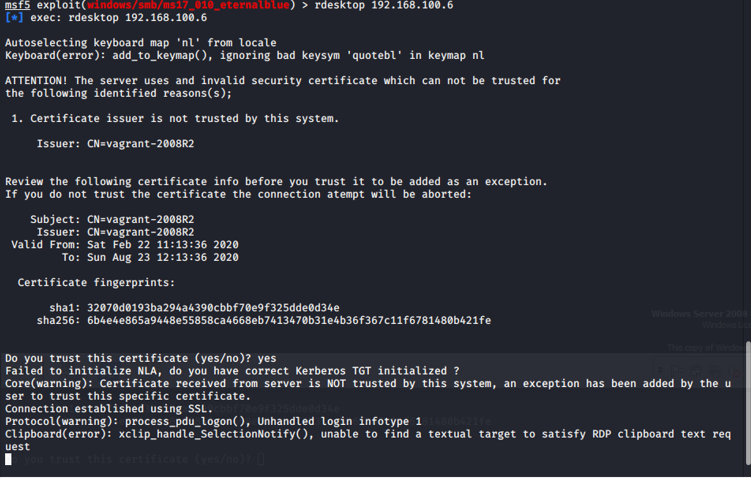 msf5 exploit(windows/smb/ms17_010_eternalblue) > rdesktop 192.168.100.6
[*] exec: rdesktop 192.168.100.6
Autoselecting keyboard map 'nl' from locale
Keyboard(error): add_to_keymap(), ignoring bad keysym 'quotebl' in keymap nl
ATTENTION! The server uses and invalid security certificate which can not be trusted for
the following identified reasons(s);
1. Certificate issuer is not trusted by this system.
Issuer: CN=vagrant-2008R2
Review the following certificate info before you trust it to be added as an exception.
If you do not trust the certificate the connection atempt will be aborted:
Subject: CN=vagrant-2008R2
Issuer: CN=vagrant-2008R2
Valid From: Sat Feb 22 11:13:36 2020
To: Sun Aug 23 12:13:36 2020
Certificate fingerprints:
sha1: 32070d0193ba294a4390cbbf70e9f325dde0d34e
sha256: 6b4e4e865a9448e55858ca4668eb7413470b31e4b36f367c11f6781480b421fe
Windows Server 2008
This copy of Window
Do you trust this certificate (yes/no)? yes
Failed to initialize NLA, do you have correct Kerberos TGT initialized ?
Core(warning): Certificate received from server is NOT trusted by this system, an exception has been added by the u
ser to trust this specific certificate.
Connection established using SSL.
Protocol(warning): process_pdu_logon(), Unhandled login infotype 1
Clipboard(error): xclip_handle_SelectionNotify(), unable to find a textual target to satisfy RDP clipboard text req
uest
you trust this certificate (yes/no)?